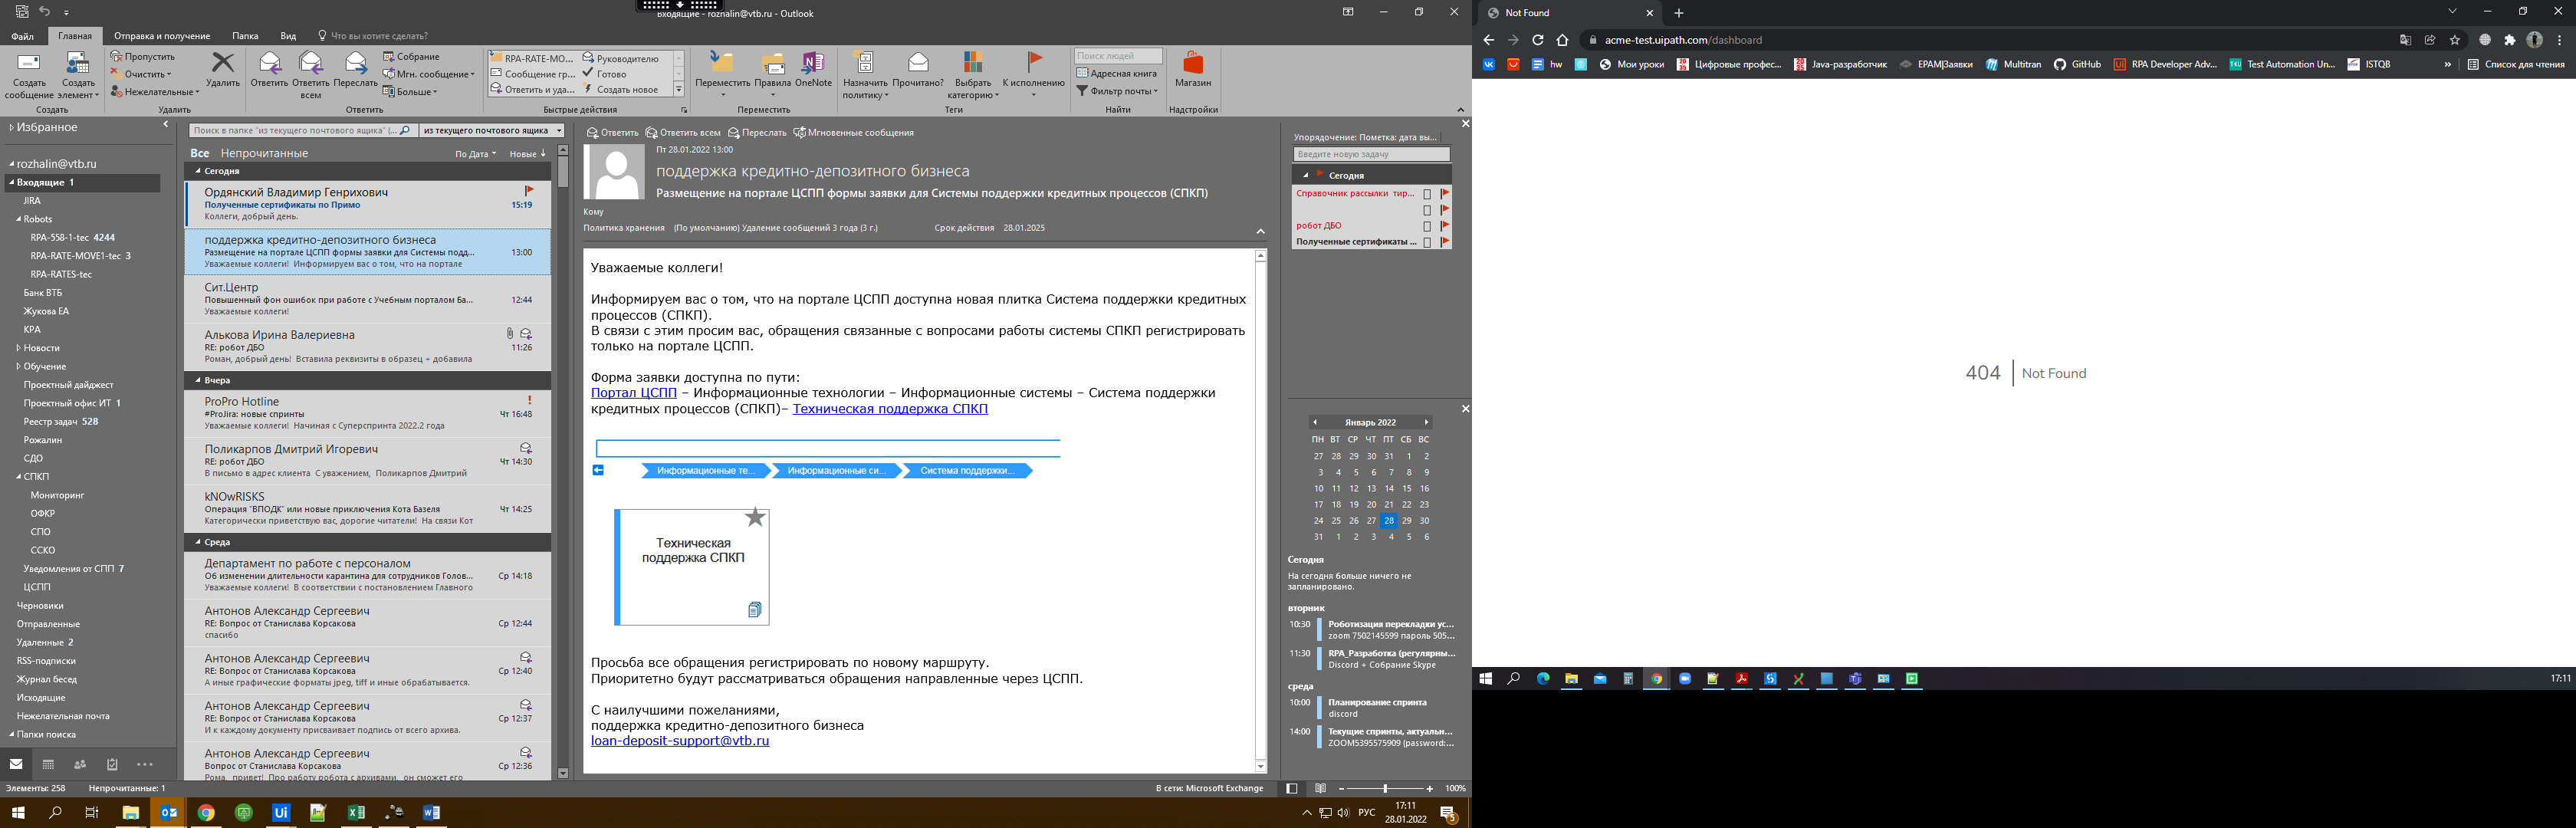 Входящие - rozhalin@vtb.ru - Outlook
Файл
Главная
Отправка и получение
Папка
Вид
Что вы хотите сделать?
Создать сообщение
Создать элемент
Создать
Пропустить
Очистить
Нежелательные
Удалить
Удалить
Ответить
Ответить всем
Переслать
Собрание
Мгн. сообщение
Больше
Ответить
RPA-RATE-MO...
Сообщение гр...
Ответить и уда...
Руководителю
Готово
Создать новое
Быстрые действия
Переместить
Правила
OneNote
Переместить
Назначить политику
Прочитано?
Выбрать категорию
К исполнению
Теги
Поиск людей
Адресная книга
Фильтр почты
Найти
Магазин
Надстройки
Избранное
rozhalin@vtb.ru
Входящие 1
JIRA
Robots
RPA-558-1-tec 4244
RPA-RATE-MOVE1-tec 3
RPA-RATES-tec
Банк ВТБ
Жукова ЕА
КРА
Новости
Обучение
Проектный дайджест
Проектный офис ИТ 1
Реестр задач 528
Рожалин
СДО
СПКП
Мониторинг
ОФКР
СПО
ССКО
Уведомления от СПП 7
ЦСПП
Черновики
Отправленные
Удаленные 2
RSS-подписки
Журнал бесед
Исходящие
Нежелательная почта
Папки поиска
Поиск в папке "из текущего почтового ящика" (...
из текущего почтового ящика
Все Непрочитанные
По Дата
Новые
Сегодня
Ордянский Владимир Генрихович
Полученные сертификаты по Примо 15:19
Коллеги, добрый день.
поддержка кредитно-депозитного бизнеса
Размещение на портале ЦСПП формы заявки для Системы подд... 13:00
Уважаемые коллеги! Информируем вас о том, что на портале
Сит.Центр
Повышенный фон ошибок при работе с Учебным порталом Ба... 12:44
Уважаемые коллеги!
Алькова Ирина Валериевна
RE: робот ДБО 11:26
Роман, добрый день! Вставила реквизиты в образец + добавила
Вчера
ProPro Hotline
#ProJira: новые спринты Чт 16:48
Уважаемые коллеги! Начиная с Суперспринта 2022.2 года
Поликарпов Дмитрий Игоревич
RE: робот ДБО Чт 14:30
В письмо в адрес клиента С уважением, Поликарпов Дмитрий
kNOwRISKS
Операция "ВПОДК" или новые приключения Кота Базеля Чт 14:25
Категорически приветствую вас, дорогие читатели! На связи Кот
Среда
Департамент по работе с персоналом
Об изменении длительности карантина для сотрудников Голов... Ср 14:18
Уважаемые коллеги! В соответствии с постановлением Главного
Антонов Александр Сергеевич
RE: Вопрос от Станислава Корсакова Ср 12:44
спасибо
Антонов Александр Сергеевич
RE: Вопрос от Станислава Корсакова Ср 12:40
А иные графические форматы jpeg, tiff и иные обрабатывается.
Антонов Александр Сергеевич
RE: Вопрос от Станислава Корсакова Ср 12:37
И к каждому документу присваивает подпись от всего архива.
Антонов Александр Сергеевич
Вопрос от Станислава Корсакова Ср 12:36
Рома, привет! Про работу робота с архивами, он сможет его
Ответить Ответить всем Переслать Мгновенные сообщения
Пт 28.01.2022 13:00
поддержка кредитно-депозитного бизнеса
Размещение на портале ЦСПП формы заявки для Системы поддержки кредитных процессов (СПКП)
Кому
Политика хранения (По умолчанию) Удаление сообщений 3 года (3 г.) Срок действия 28.01.2025
Уважаемые коллеги!
Информируем вас о том, что на портале ЦСПП доступна новая плитка Система поддержки кредитных
процессов (СПКП).
В связи с этим просим вас, обращения связанные с вопросами работы системы СПКП регистрировать
только на портале ЦСПП.
Форма заявки доступна по пути:
Портал ЦСПП – Информационные технологии – Информационные системы – Система поддержки
кредитных процессов (СПКП)– Техническая поддержка СПКП
Информационные те... Информационные си... Система поддержки...
Техническая
поддержка СПКП
Просьба все обращения регистрировать по новому маршруту.
Приоритетно будут рассматриваться обращения направленные через ЦСПП.
С наилучшими пожеланиями,
поддержка кредитно-депозитного бизнеса
loan-deposit-support@vtb.ru
Упорядочение: Пометка: дата вы...
Введите новую задачу
Сегодня
Справочник рассылки тир...
робот ДБО
Полученные сертификаты ...
Январь 2022
ПН ВТ СР ЧТ ПТ СБ ВС
27 28 29 30 31 1 2
3 4 5 6 7 8 9
10 11 12 13 14 15 16
17 18 19 20 21 22 23
24 25 26 27 28 29 30
31 1 2 3 4 5 6
Сегодня
На сегодня больше ничего не
запланировано.
вторник
10:30 Роботизация перекладки ус...
zoom 7502145599 пароль 505...
11:30 RPA_Разработка (регулярны...
Discord + Собрание Skype
среда
10:00 Планирование спринта
discord
14:00 Текущие спринты, актуальн...
ZOOM5395575909 (password:...
Элементы: 258 Непрочитанные: 1
В сети: Microsoft Exchange
100%
РУС
17:11
28.01.2022
5
Not Found
acme-test.uipath.com/dashboard
hw
Мои уроки
Цифровые профес...
Java-разработчик
EPAM|Заявки
Multitran
GitHub
RPA Developer Adv...
Test Automation Un...
ISTQB
»
Список для чтения
404 Not Found
17:11